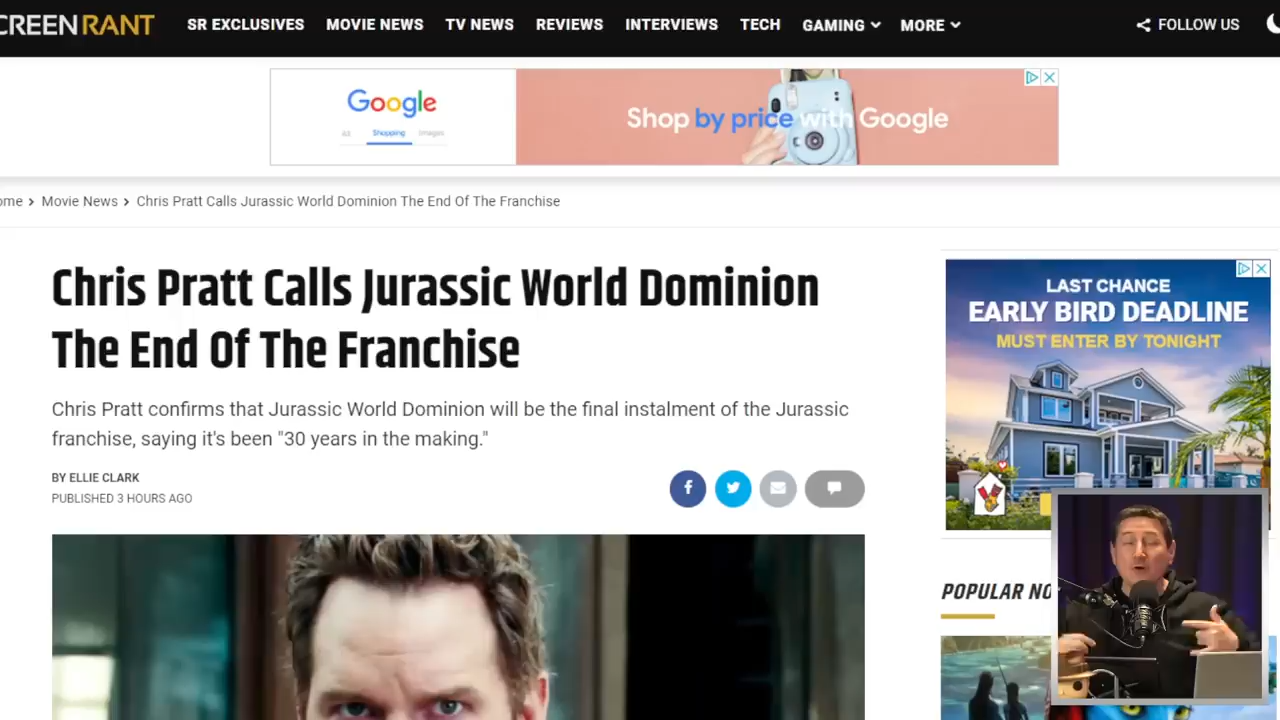 CREENRANT
SR EXCLUSIVES
MOVIE NEWS
TV NEWS
REVIEWS
INTERVIEWS
TECH
GAMING
MORE
FOLLOW US
Google
All Shopping Images
Shop by price with Google
ome > Movie News > Chris Pratt Calls Jurassic World Dominion The End Of The Franchise
Chris Pratt Calls Jurassic World Dominion
The End Of The Franchise
Chris Pratt confirms that Jurassic World Dominion will be the final instalment of the Jurassic
franchise, saying it's been "30 years in the making."
BY ELLIE CLARK
PUBLISHED 3 HOURS AGO
LAST CHANCE
EARLY BIRD DEADLINE
MUST ENTER BY TONIGHT
POPULAR NO